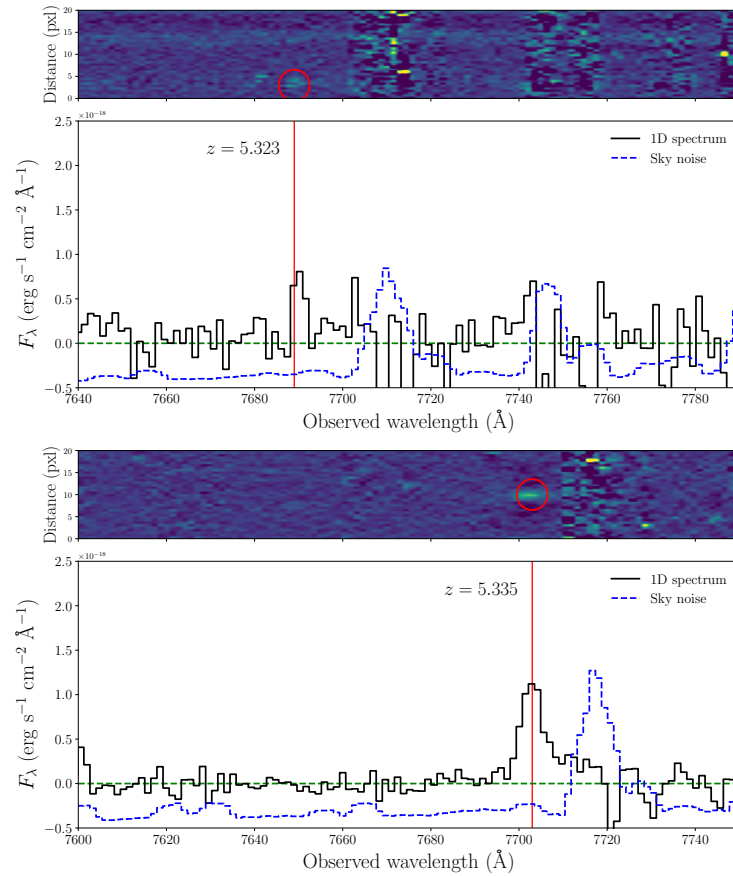 20
15
10
5
0
Distance (pxl)
×10⁻¹⁸
2.5
2.0
1.5
1.0
0.5
0.0
−0.5
F_λ (erg s⁻¹ cm⁻² Å⁻¹)
z = 5.323
1D spectrum
Sky noise
7640 7660 7680 7700 7720 7740 7760 7780
Observed wavelength (Å)
20
15
10
5
0
Distance (pxl)
×10⁻¹⁸
2.5
2.0
1.5
1.0
0.5
0.0
−0.5
F_λ (erg s⁻¹ cm⁻² Å⁻¹)
z = 5.335
1D spectrum
Sky noise
7600 7620 7640 7660 7680 7700 7720 7740
Observed wavelength (Å)